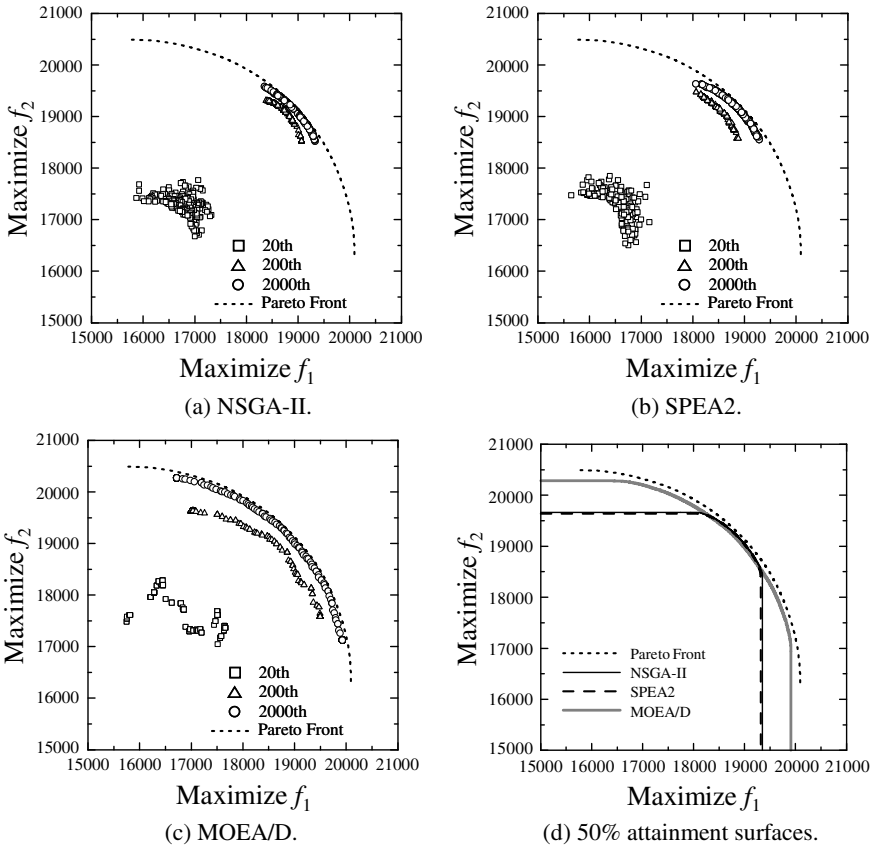 21000
20000
19000
18000
17000
16000
15000
Maximize f2
20th
200th
2000th
Pareto Front
15000 16000 17000 18000 19000 20000 21000
Maximize f1
(a) NSGA-II.
21000
20000
19000
18000
17000
16000
15000
Maximize f2
20th
200th
2000th
Pareto Front
15000 16000 17000 18000 19000 20000 21000
Maximize f1
(b) SPEA2.
21000
20000
19000
18000
17000
16000
15000
Maximize f2
20th
200th
2000th
Pareto Front
15000 16000 17000 18000 19000 20000 21000
Maximize f1
(c) MOEA/D.
21000
20000
19000
18000
17000
16000
15000
Maximize f2
Pareto Front
NSGA-II
SPEA2
MOEA/D
15000 16000 17000 18000 19000 20000 21000
Maximize f1
(d) 50% attainment surfaces.